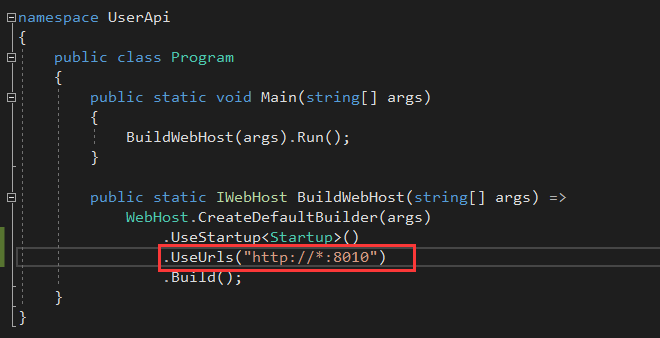 namespace UserApi
{
    public class Program
    {
        public static void Main(string[] args)
        {
            BuildWebHost(args).Run();
        }
        public static IWebHost BuildWebHost(string[] args) =>
            WebHost.CreateDefaultBuilder(args)
                .UseStartup<Startup>()
                .UseUrls("http://*:8010")
                .Build();
    }
}